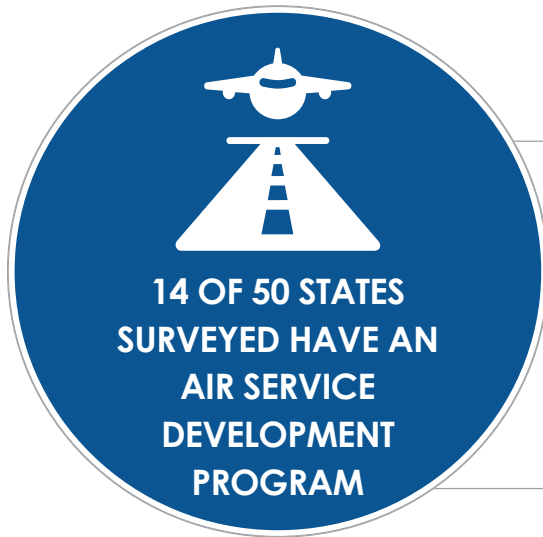 14 OF 50 STATES
SURVEYED HAVE AN
AIR SERVICE
DEVELOPMENT
PROGRAM